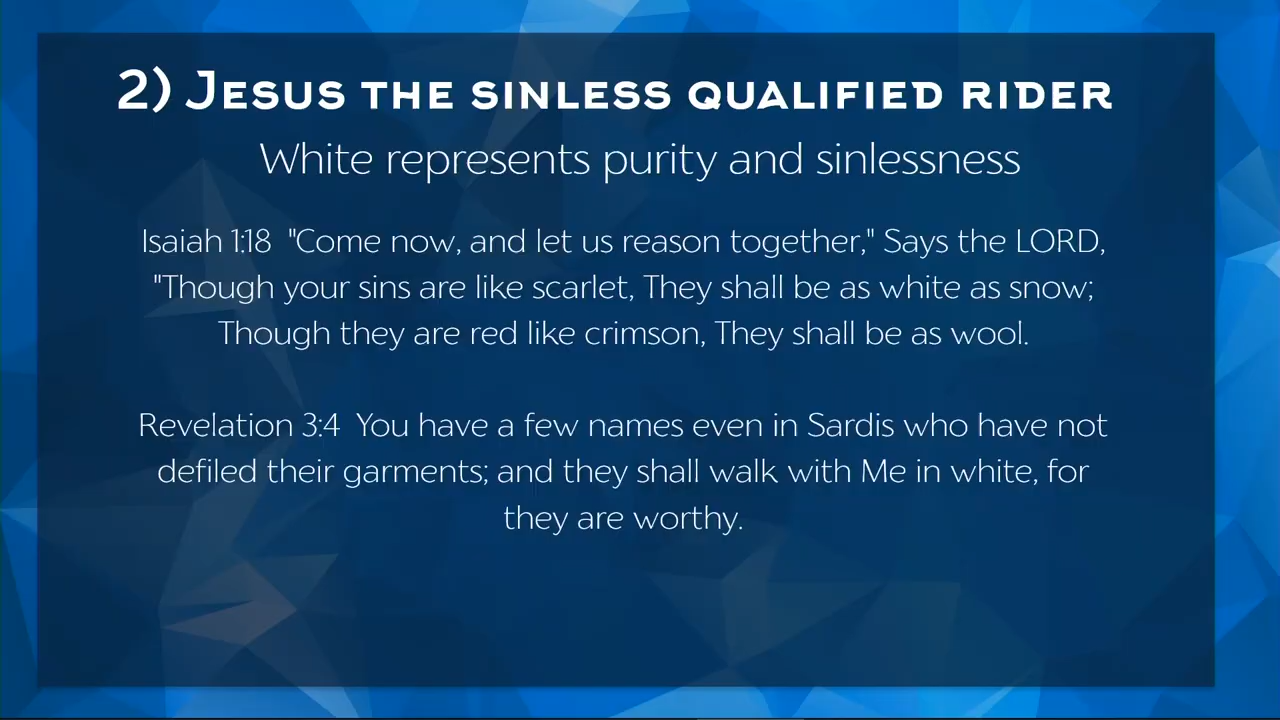 2) Jesus the sinless qualified rider
White represents purity and sinlessness
Isaiah 1:18 "Come now, and let us reason together," Says the LORD,
"Though your sins are like scarlet, They shall be as white as snow;
Though they are red like crimson, They shall be as wool.
Revelation 3:4 You have a few names even in Sardis who have not
defiled their garments; and they shall walk with Me in white, for
they are worthy.